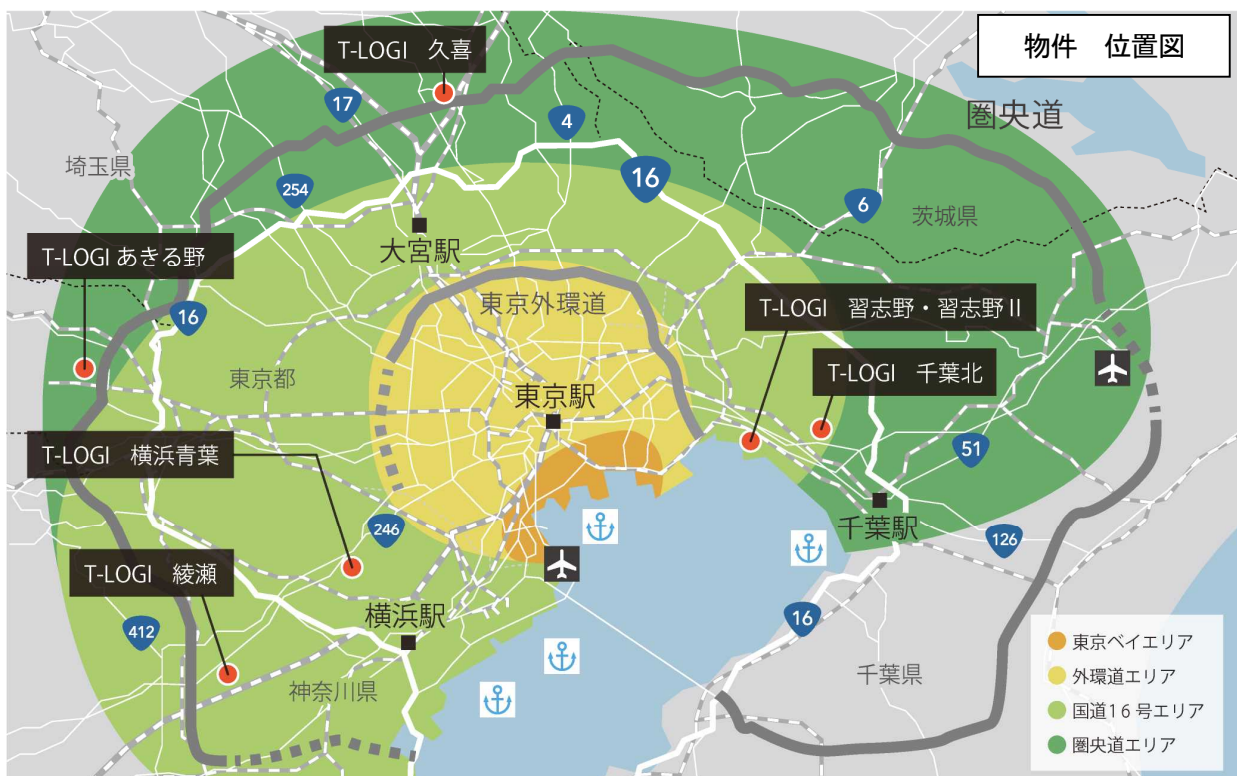 物件　位置図
T-LOGI　久喜
17
4
圏央道
埼玉県
254
16
6
茨城県
大宮駅
T-LOGI あきる野
東京外環道
T-LOGI　習志野・習志野Ⅱ
16
東京都
T-LOGI　千葉北
東京駅
T-LOGI　横浜青葉
51
千葉駅
246
126
T-LOGI　綾瀬
横浜駅
412
16
神奈川県
千葉県
東京ベイエリア
外環道エリア
国道16号エリア
圏央道エリア